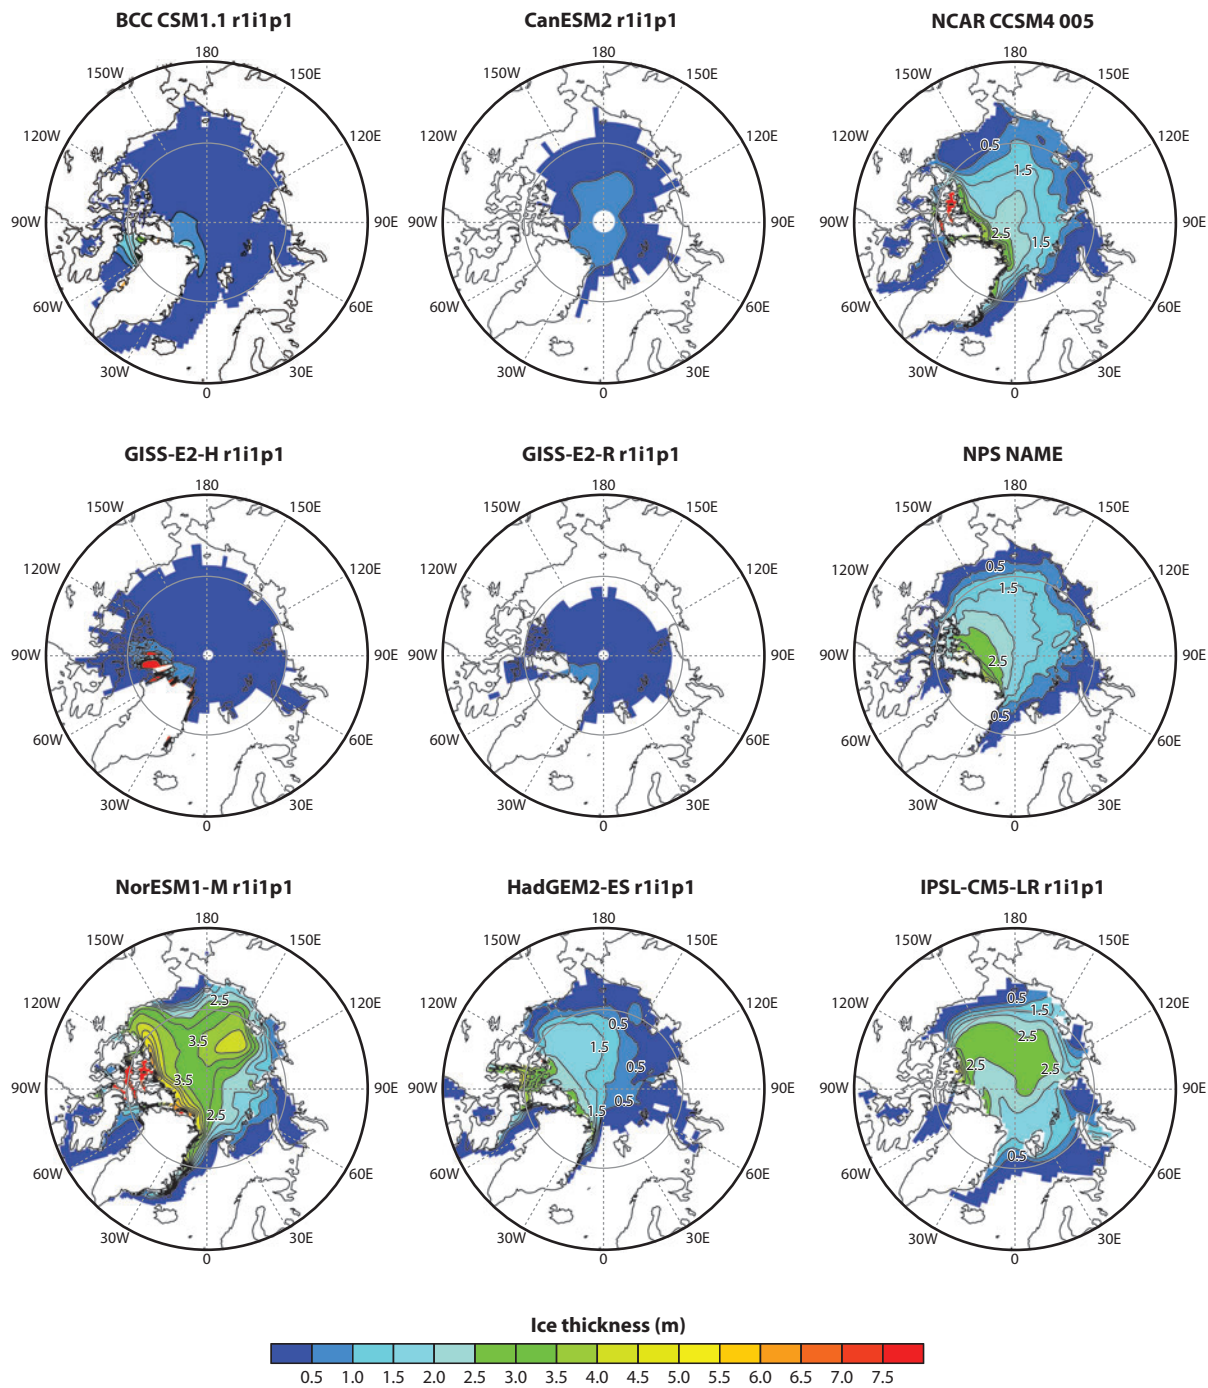 BCC CSM1.1 r1i1p1
180
150W
150E
120W
120E
90W
90E
60W
60E
30W
30E
0
CanESM2 r1i1p1
180
150W
150E
120W
120E
90W
90E
60W
60E
30W
30E
0
NCAR CCSM4 005
180
150W
150E
120W
120E
0.5
1.5
90W
90E
2.5
1.5
60W
60E
30W
30E
0
GISS-E2-H r1i1p1
180
150W
150E
120W
120E
90W
90E
60W
60E
30W
30E
0
GISS-E2-R r1i1p1
180
150W
150E
120W
120E
90W
90E
60W
60E
30W
30E
0
NPS NAME
180
150W
150E
120W
120E
0.5
1.5
90W
90E
2.5
0.5
60W
60E
30W
30E
0
NorESM1-M r1i1p1
180
150W
150E
120W
120E
2.5
3.5
3.5
90W
90E
2.5
60W
60E
30W
30E
0
HadGEM2-ES r1i1p1
180
150W
150E
120W
120E
0.5
1.5
0.5
90W
90E
0.5
1.5
60W
60E
30W
30E
0
IPSL-CM5-LR r1i1p1
180
150W
150E
120W
120E
0.5
1.5
2.5
2.5
2.5
90W
90E
0.5
60W
60E
30W
30E
0
Ice thickness (m)
0.5 1.0 1.5 2.0 2.5 3.0 3.5 4.0 4.5 5.0 5.5 6.0 6.5 7.0 7.5